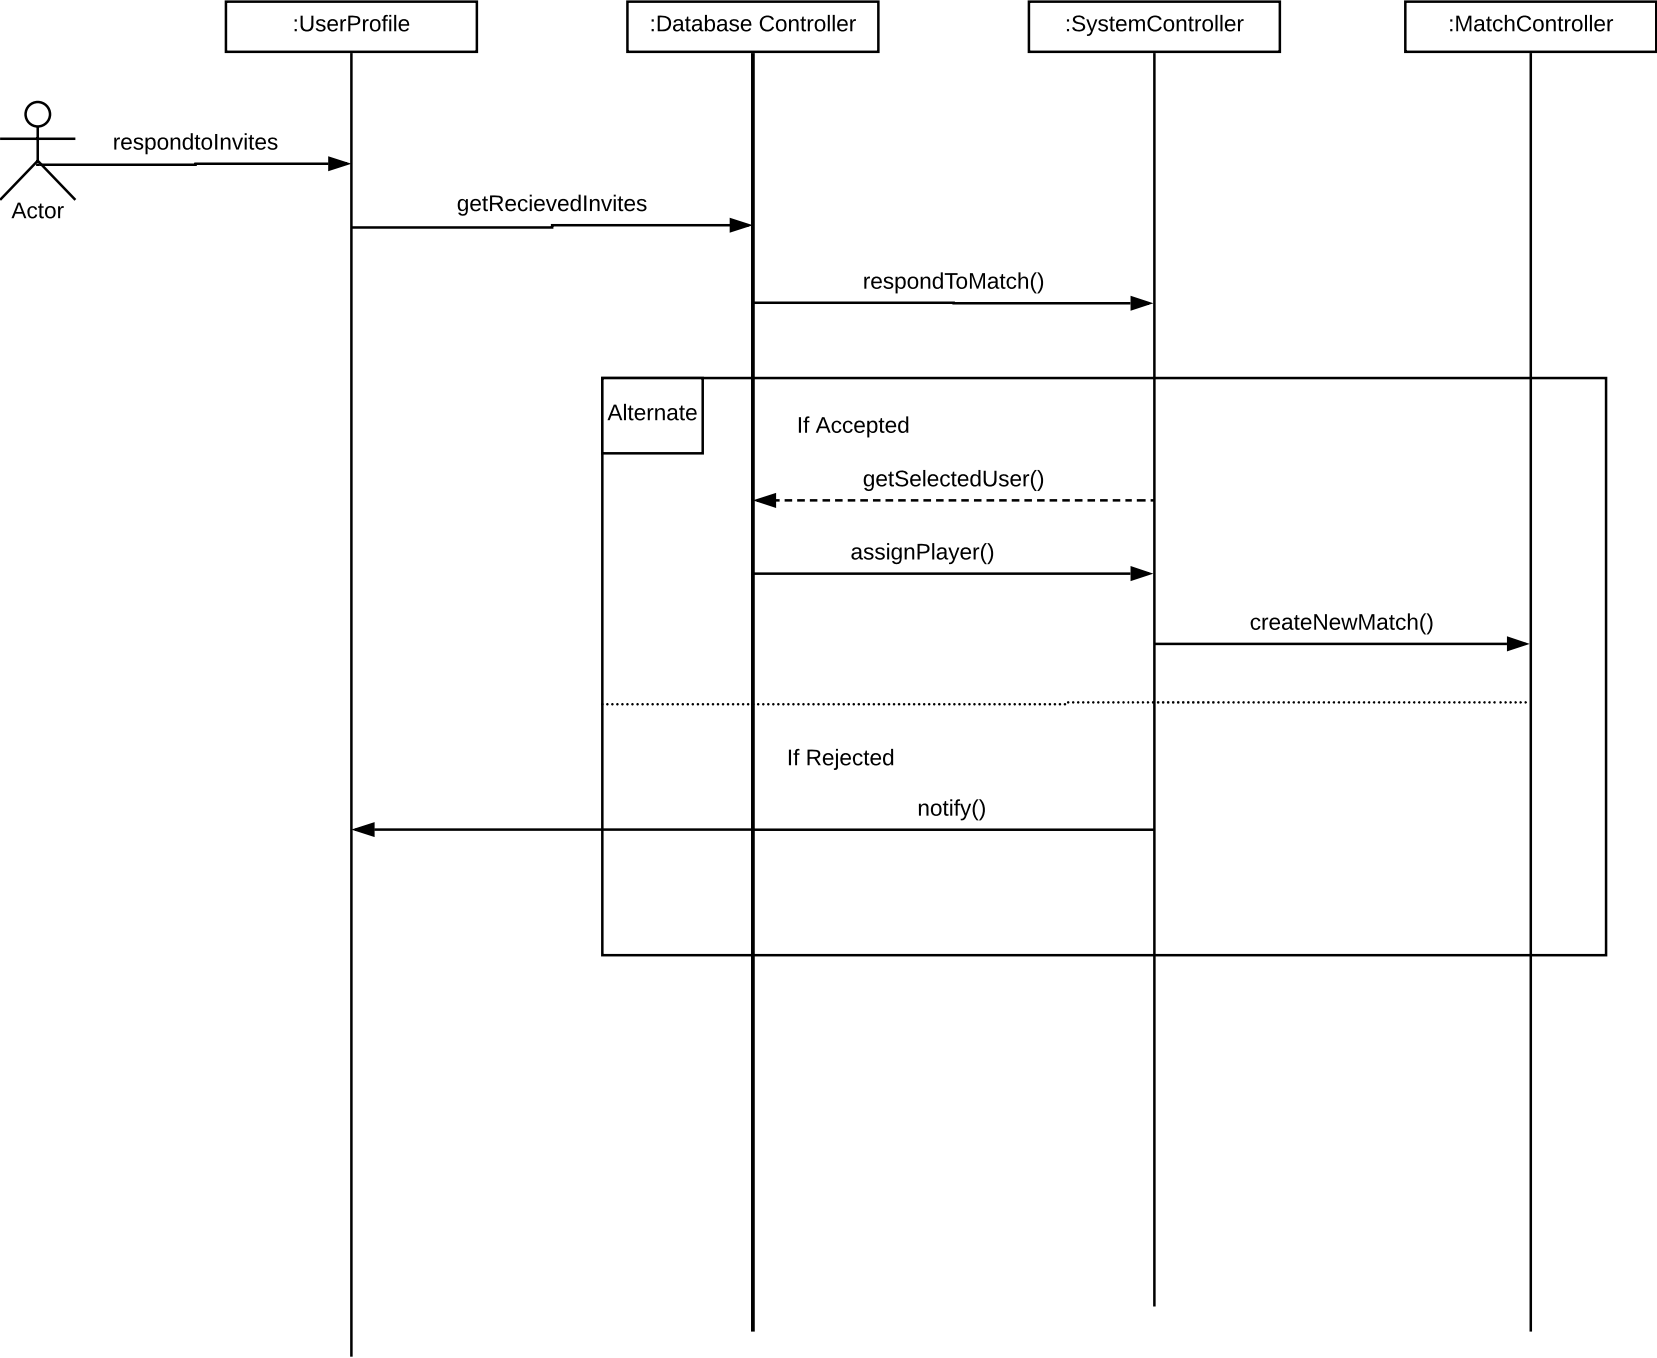 :UserProfile
:Database Controller
:SystemController
:MatchController
respondtoInvites
Actor
getRecievedInvites
respondToMatch()
Alternate
If Accepted
getSelectedUser()
assignPlayer()
createNewMatch()
If Rejected
notify()